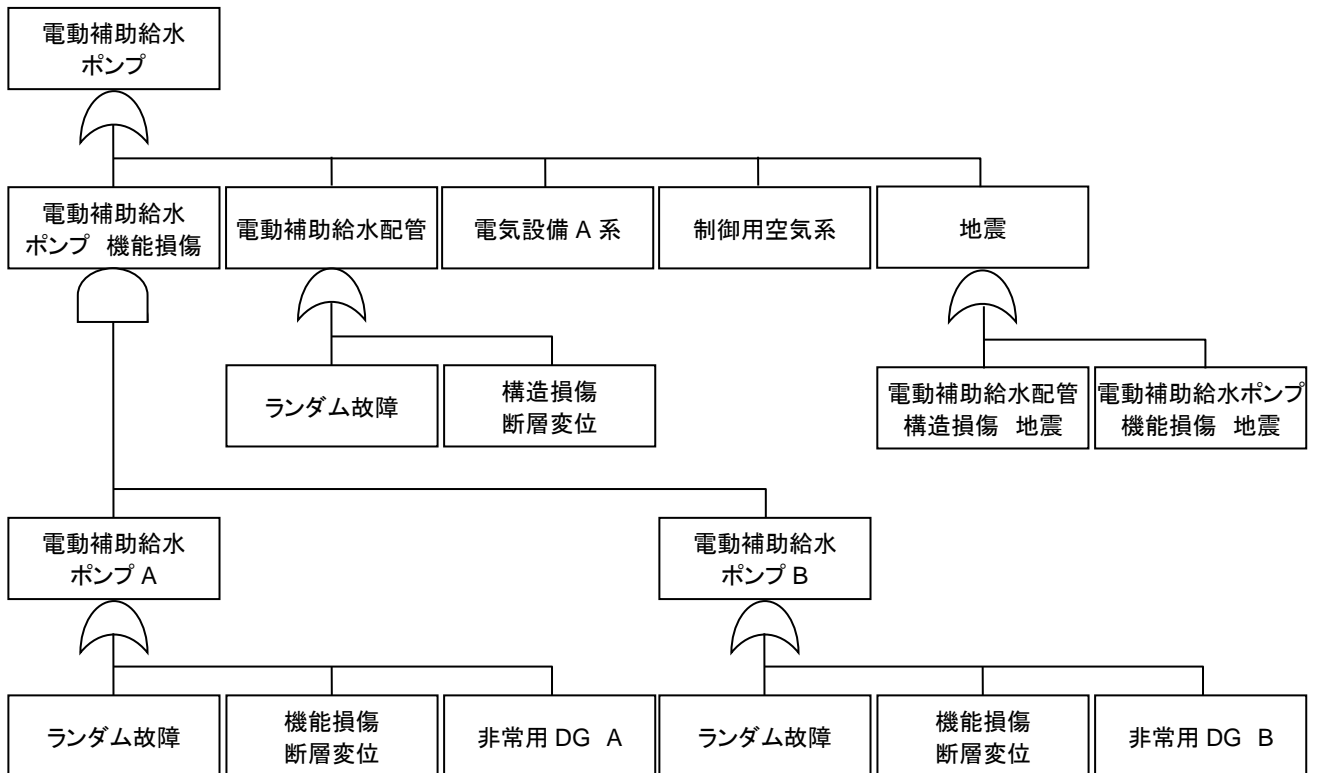 電動補助給水
ポンプ
電動補助給水
ポンプ 機能損傷
電動補助給水配管
電気設備 A 系
制御用空気系
地震
ランダム故障
構造損傷
断層変位
電動補助給水配管
構造損傷 地震
電動補助給水ポンプ
機能損傷 地震
電動補助給水
ポンプ A
電動補助給水
ポンプ B
ランダム故障
機能損傷
断層変位
非常用 DG A
ランダム故障
機能損傷
断層変位
非常用 DG B